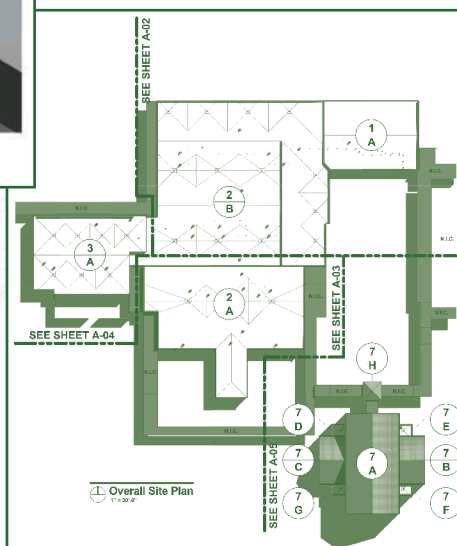 SEE SHEET A-02
1
A
2
B
N.I.C.
N.I.C.
N.I.C.
3
A
2
A
SEE SHEET A-03
N.I.C.
N.I.C.
SEE SHEET A-04
7
H
N.I.C.
N.I.C.
N.I.C.
7
D
7
E
N.I.C.
7
C
7
A
7
B
SEE SHEET A-05
7
G
7
F
Overall Site Plan